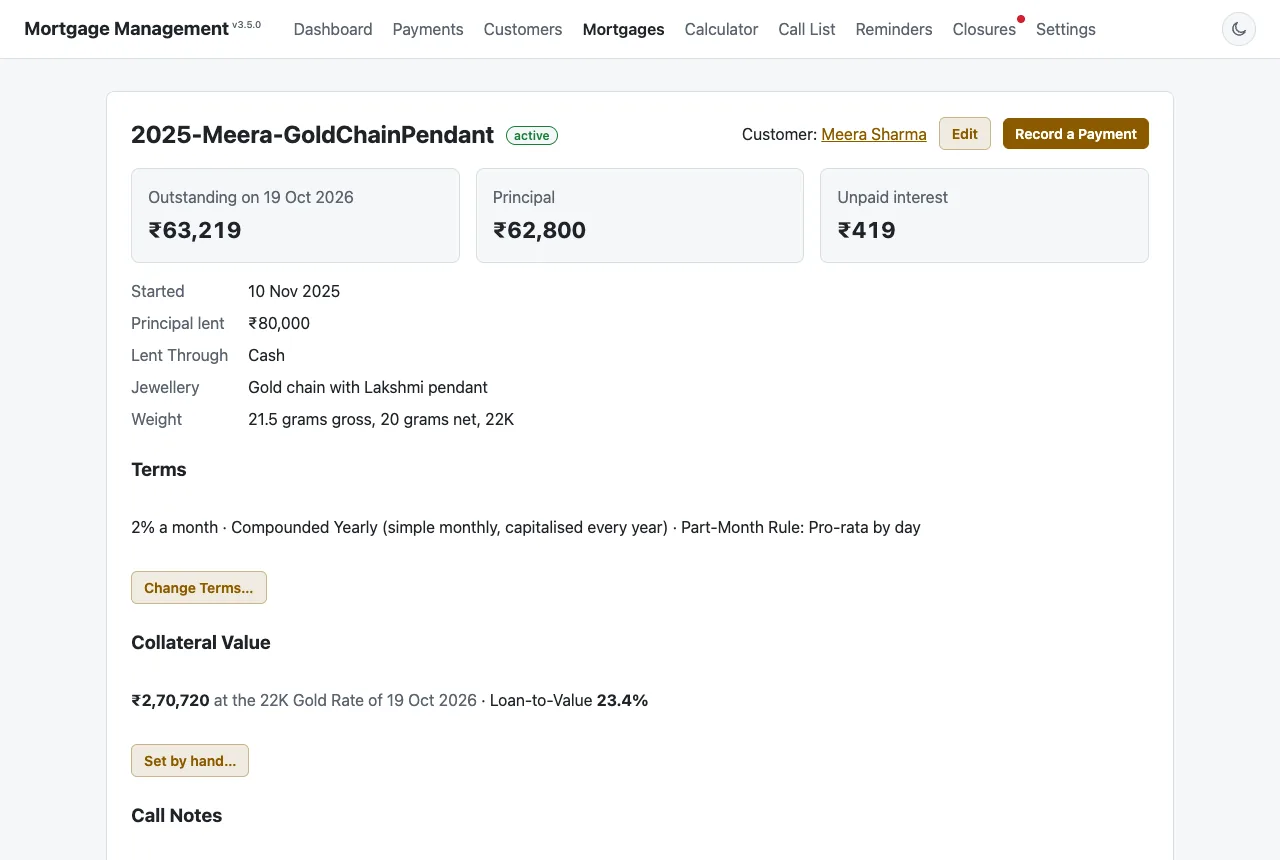 Mortgage Management v3.5.0 Dashboard Payments Customers Mortgages Calculator Call List Reminders Closures Settings
2025-Meera-GoldChainPendant active Customer: Meera Sharma Edit Record a Payment
Outstanding on 19 Oct 2026 Principal Unpaid interest
₹63,219 ₹62,800 ₹419
Started 10 Nov 2025
Principal lent ₹80,000
Lent Through Cash
Jewellery Gold chain with Lakshmi pendant
Weight 21.5 grams gross, 20 grams net, 22K
Terms
2% a month · Compounded Yearly (simple monthly, capitalised every year) · Part-Month Rule: Pro-rata by day
Change Terms...
Collateral Value
₹2,70,720 at the 22K Gold Rate of 19 Oct 2026 · Loan-to-Value 23.4%
Set by hand...
Call Notes